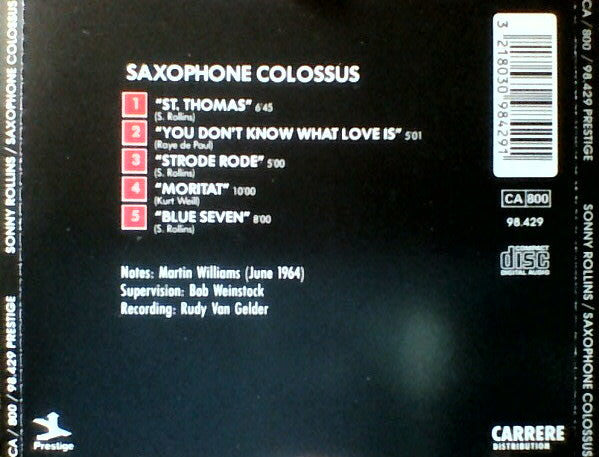 SAXOPHONE COLOSSUS
1 "ST. THOMAS" 6'45
(S. Rollins)
2 "YOU DON'T KNOW WHAT LOVE IS" 5'01
(Raye de Paul)
3 "STRODE RODE" 5'00
(S. Rollins)
4 "MORITAT" 10'00
(Kurt Weill)
5 "BLUE SEVEN" 8'00
(S. Rollins)
Notes: Martin Williams (June 1964)
Supervision: Bob Weinstock
Recording: Rudy Van Gelder
Prestige
3 218030 984291
CA 800
98.429
COMPACT
disc
DIGITAL AUDIO
CARRERE
DISTRIBUTION
CA / 800 / 98.429 PRESTIGE SONNY ROLLINS / SAXOPHONE COLOSSUS
CA / 800 / 98.429 PRESTIGE SONNY ROLLINS / SAXOPHONE COLOSSUS